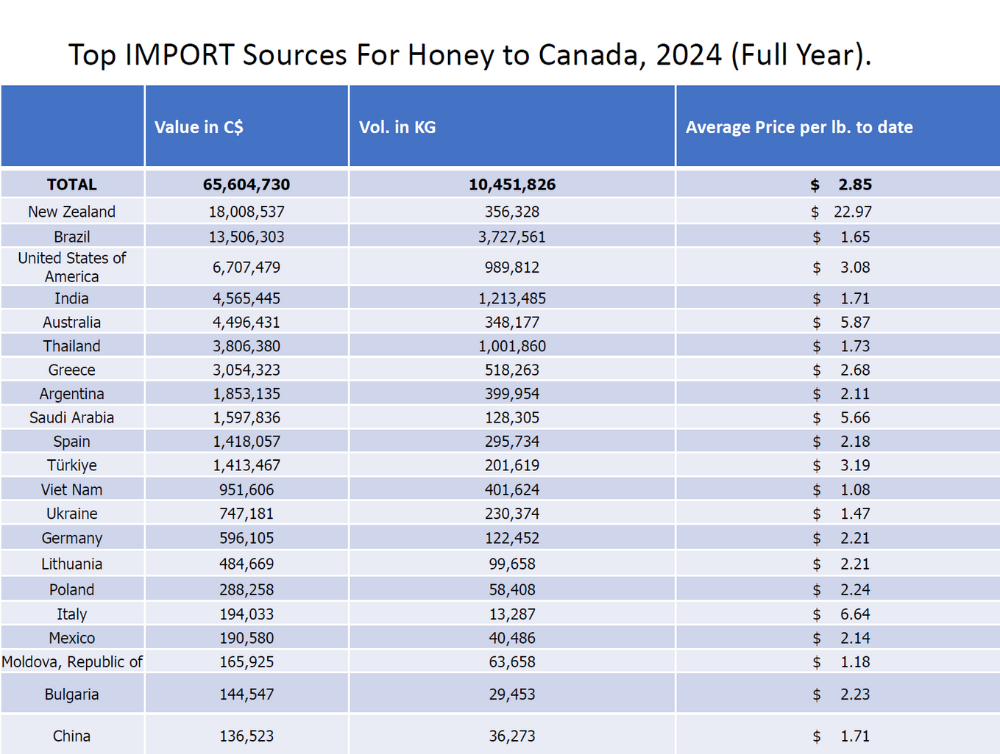 Top IMPORT Sources For Honey to Canada, 2024 (Full Year).
Value in C$ Vol. in KG Average Price per lb. to date
TOTAL 65,604,730 10,451,826 $ 2.85
New Zealand 18,008,537 356,328 $ 22.97
Brazil 13,506,303 3,727,561 $ 1.65
United States of
America 6,707,479 989,812 $ 3.08
India 4,565,445 1,213,485 $ 1.71
Australia 4,496,431 348,177 $ 5.87
Thailand 3,806,380 1,001,860 $ 1.73
Greece 3,054,323 518,263 $ 2.68
Argentina 1,853,135 399,954 $ 2.11
Saudi Arabia 1,597,836 128,305 $ 5.66
Spain 1,418,057 295,734 $ 2.18
Türkiye 1,413,467 201,619 $ 3.19
Viet Nam 951,606 401,624 $ 1.08
Ukraine 747,181 230,374 $ 1.47
Germany 596,105 122,452 $ 2.21
Lithuania 484,669 99,658 $ 2.21
Poland 288,258 58,408 $ 2.24
Italy 194,033 13,287 $ 6.64
Mexico 190,580 40,486 $ 2.14
Moldova, Republic of 165,925 63,658 $ 1.18
Bulgaria 144,547 29,453 $ 2.23
China 136,523 36,273 $ 1.71